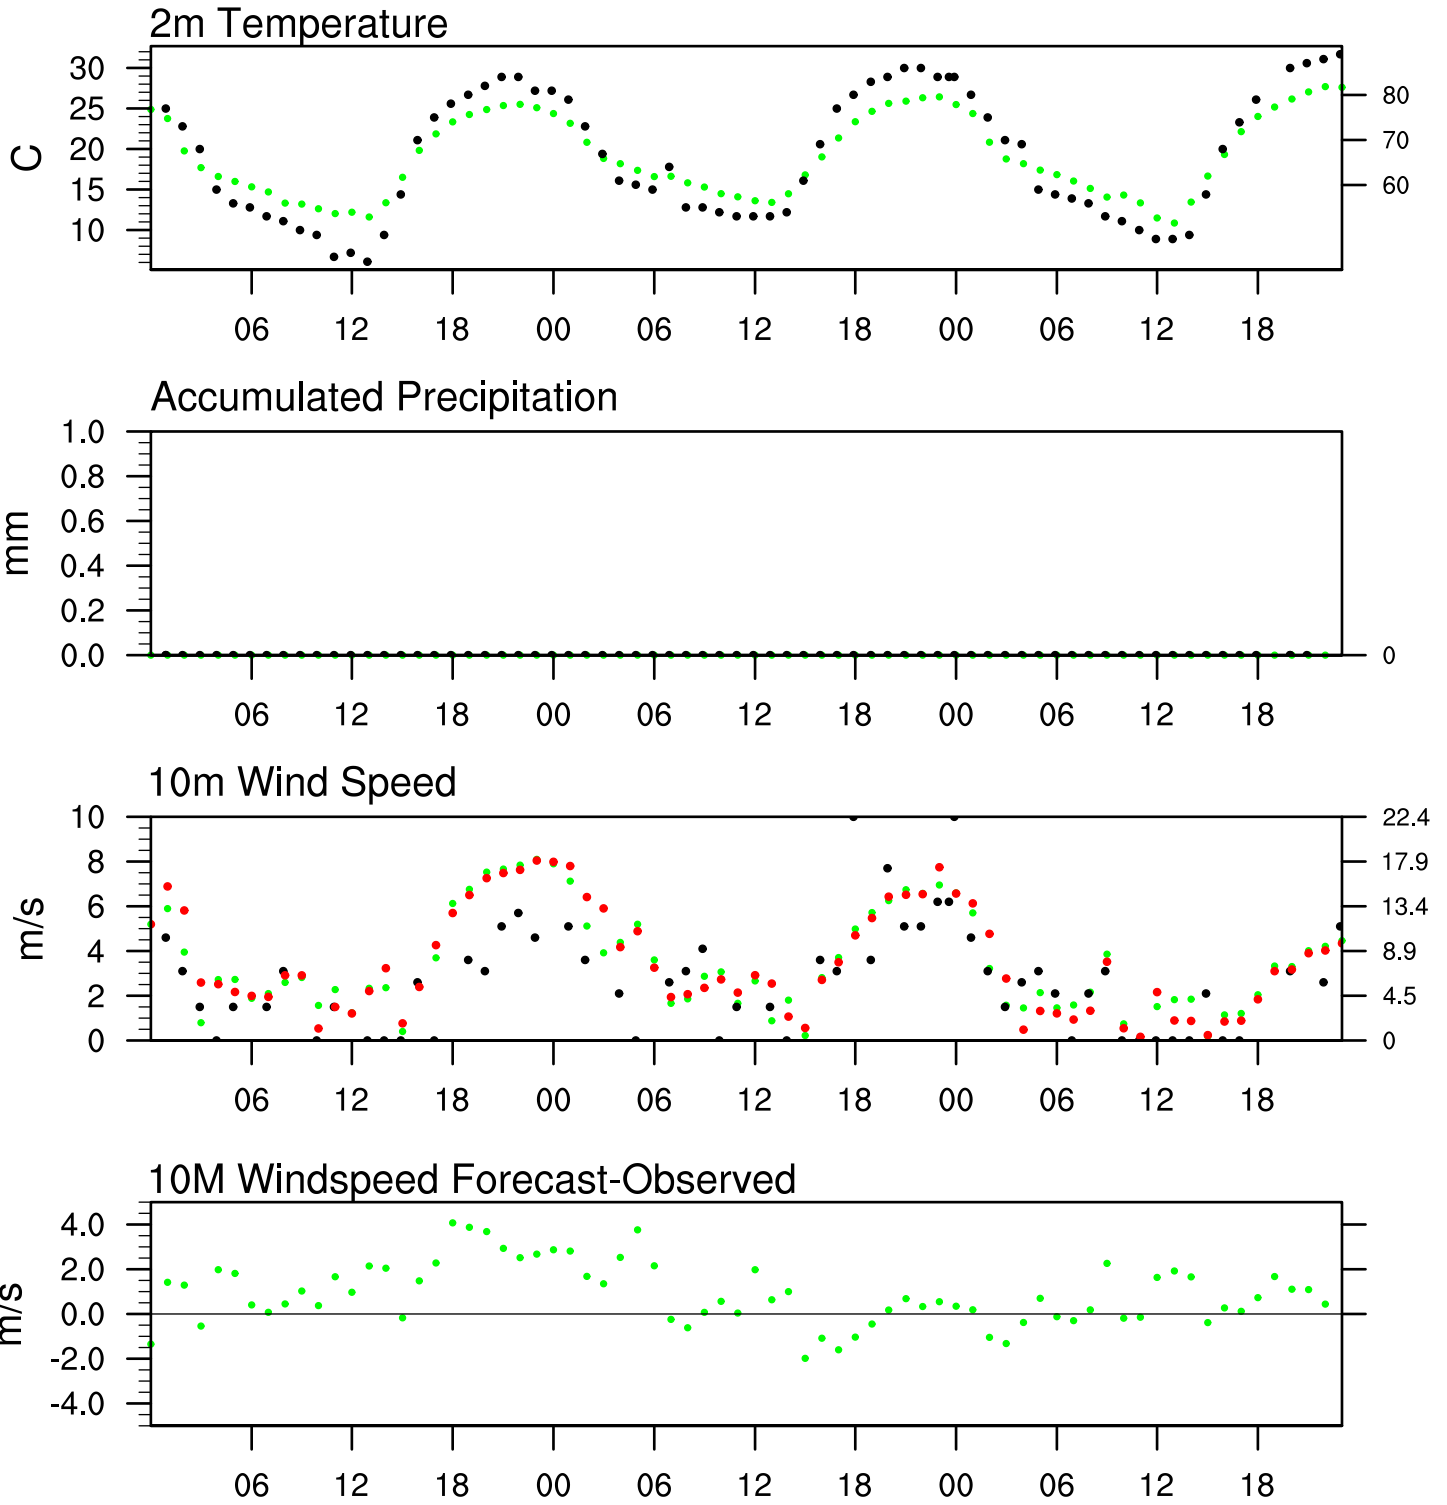 2m Temperature
30
25
20
15
10
C
80
70
60
06 12 18 00 06 12 18 00 06 12 18
Accumulated Precipitation
1.0
0.8
0.6
0.4
0.2
0.0
mm
0
06 12 18 00 06 12 18 00 06 12 18
10m Wind Speed
10
8
6
4
2
0
m/s
22.4
17.9
13.4
8.9
4.5
0
06 12 18 00 06 12 18 00 06 12 18
10M Windspeed Forecast-Observed
4.0
2.0
0.0
-2.0
-4.0
m/s
06 12 18 00 06 12 18 00 06 12 18